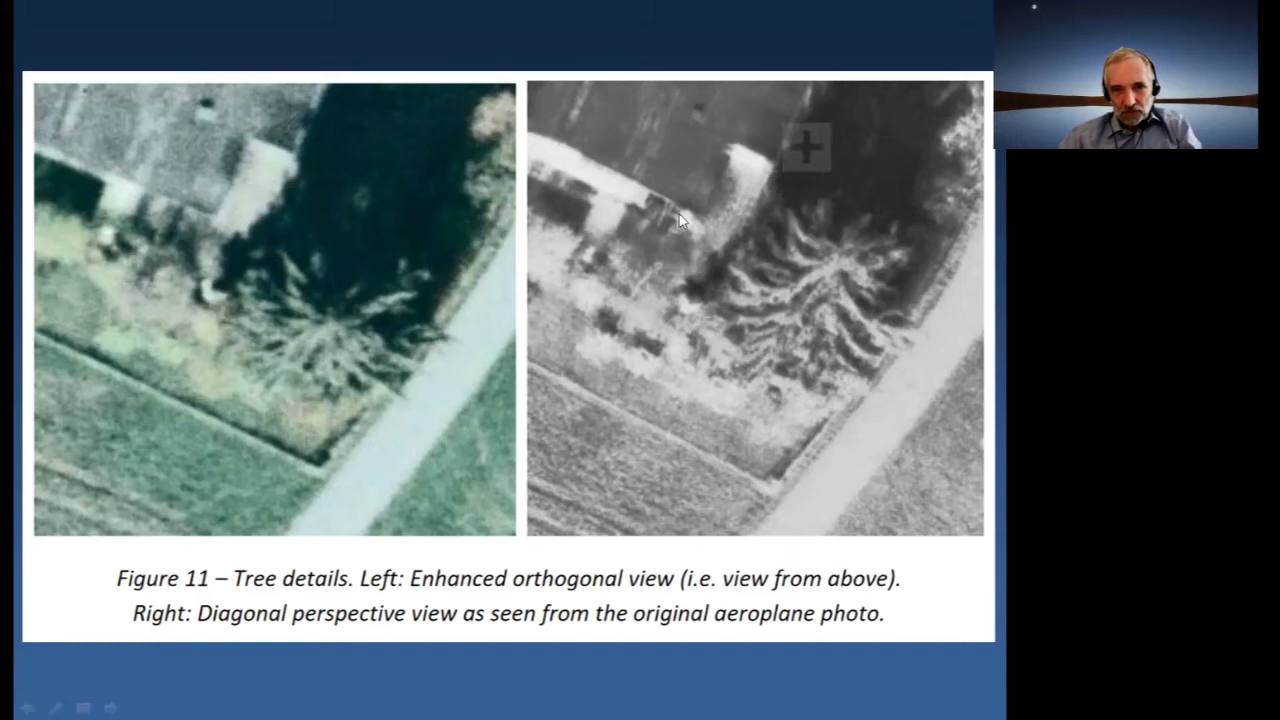 Figure 11 – Tree details. Left: Enhanced orthogonal view (i.e. view from above).
Right: Diagonal perspective view as seen from the original aeroplane photo.